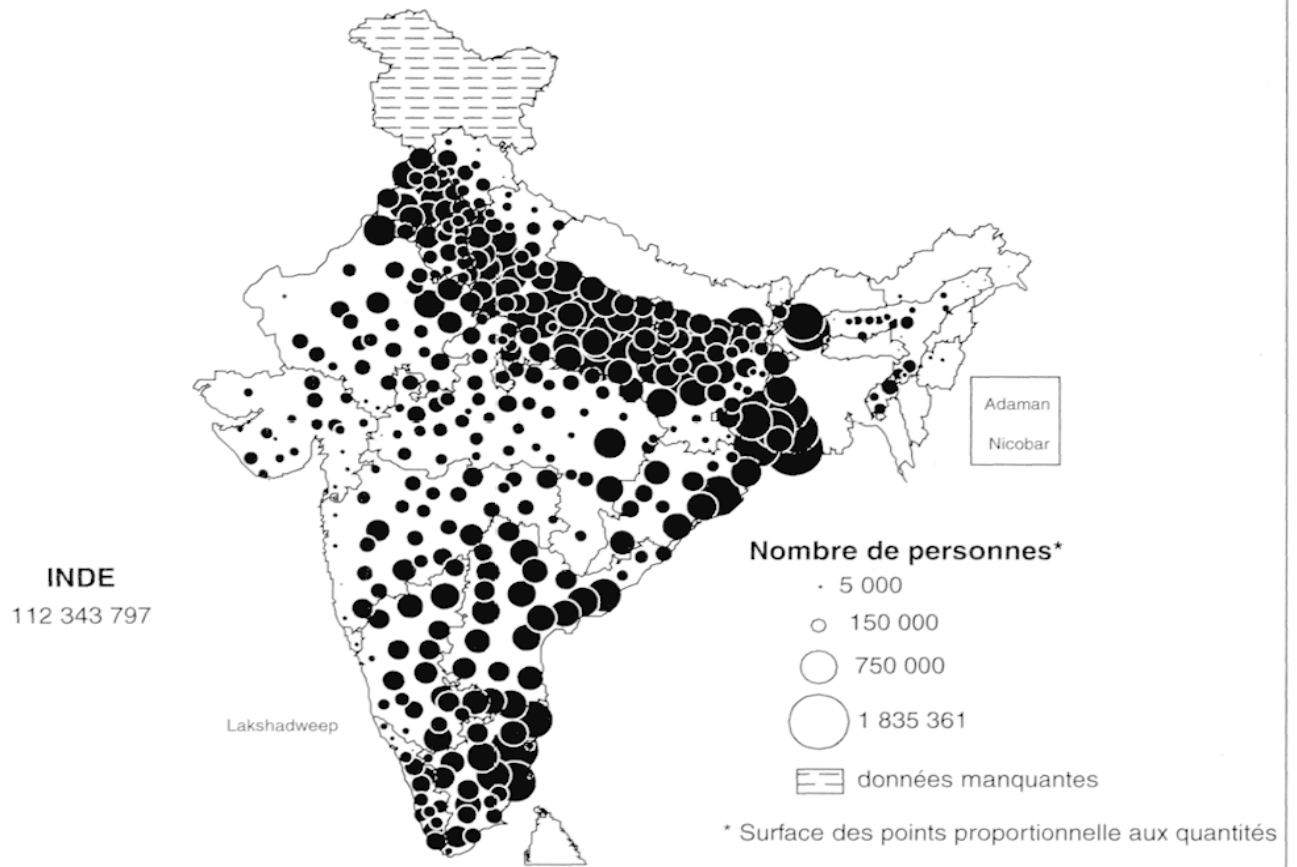 Adaman
Nicobar
Nombre de personnes*
5 000
INDE
112 343 797
150 000
750 000
Lakshadweep
1 835 361
données manquantes
* Surface des points proportionnelle aux quantités